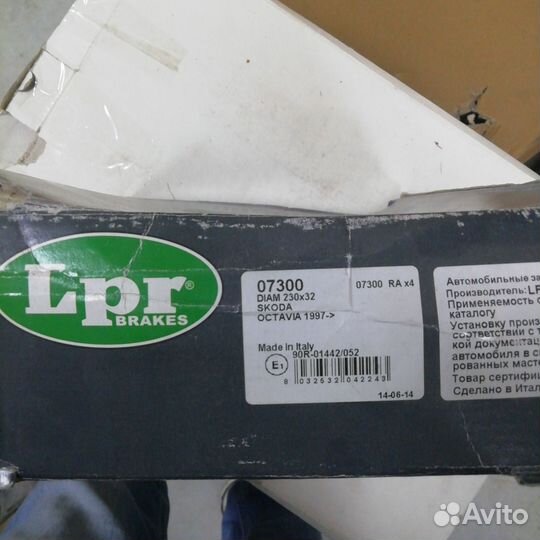 Lpr®
BRAKES
07300
07300 RA x4
DIAM 230x32
SKODA
OCTAVIA 1997->
Made in Italy
E1
90R-01442/052
8 032532 042243
14-06-14
Автомобильные за
Производитель: LP
Применяемость с
каталогу
Установку произ
соответствии с т
кой документац
автомобиля в сп
рованных масте
Товар сертифи
Сделано в Итал
Avito